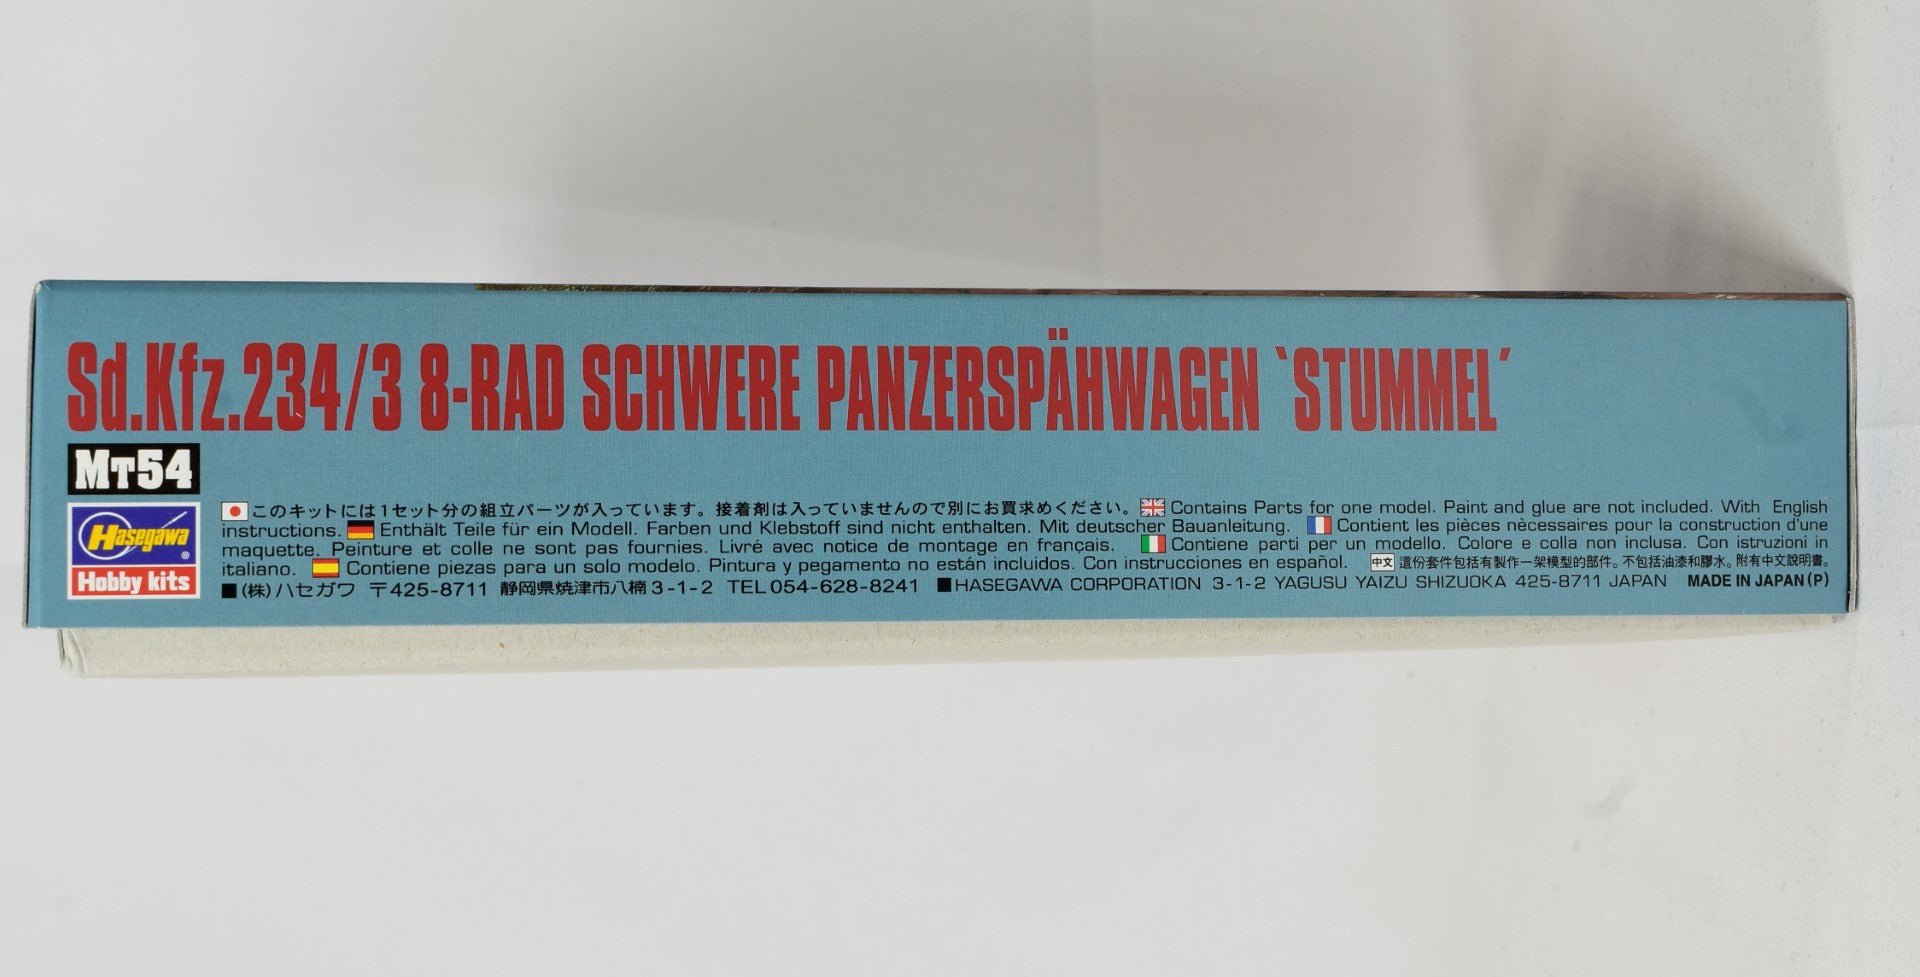 Sd.Kfz.234/3 8-RAD SCHWERE PANZERSPÄHWAGEN ‵STUMMEL′
MT54
Hasegawa ®
Hobby kits
このキットには1セット分の組立パーツが入っています。接着剤は入っていませんので別にお買求めください。 Contains Parts for one model. Paint and glue are not included. With English
instructions. Enthält Teile für ein Modell. Farben und Klebstoff sind nicht enthalten. Mit deutscher Bauanleitung. Contient les pièces nècessaires pour la construction d'une
maquette. Peinture et colle ne sont pas fournies. Livré avec notice de montage en français. Contiene parti per un modello. Colore e colla non inclusa. Con istruzioni in
italiano. Contiene piezas para un solo modelo. Pintura y pegamento no están incluidos. Con instrucciones en español. 中文 這份套件包括有製作一架模型的部件。不包括油漆和膠水。附有中文說明書。
■(株)ハセガワ 〒425-8711 静岡県焼津市八楠3-1-2 TEL054-628-8241 ■HASEGAWA CORPORATION 3-1-2 YAGUSU YAIZU SHIZUOKA 425-8711 JAPAN MADE IN JAPAN(P)